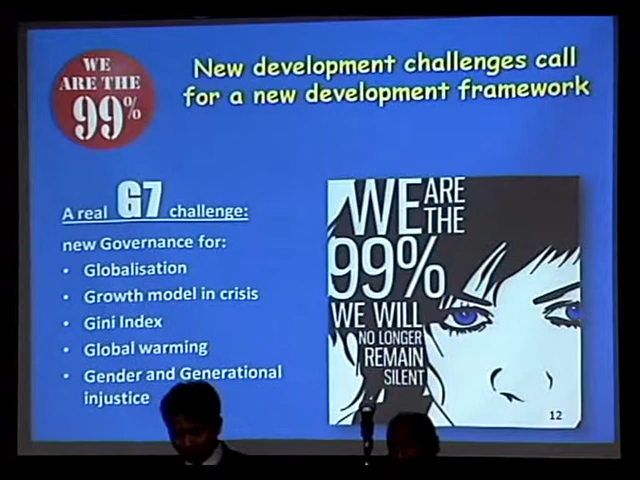 WE
ARE THE
99%
New development challenges call
for a new development framework
A real G7 challenge:
new Governance for:
• Globalisation
• Growth model in crisis
• Gini Index
• Global warming
• Gender and Generational
injustice
WE ARE
THE
99%
WE WILL
NO LONGER
REMAIN
SILENT
12